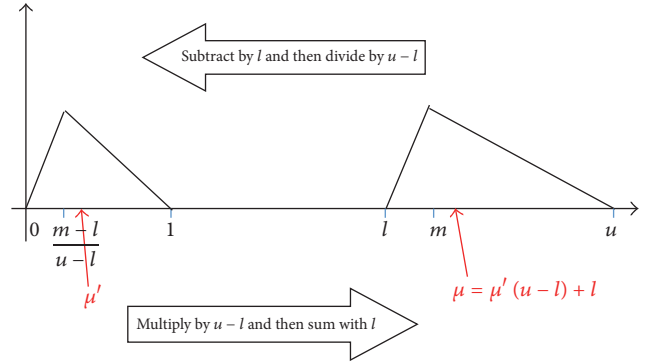 Subtract by l and then divide by u − l
0
m − l
u − l
1
l
m
u
μ′
μ = μ′ (u − l) + l
Multiply by u − l and then sum with l